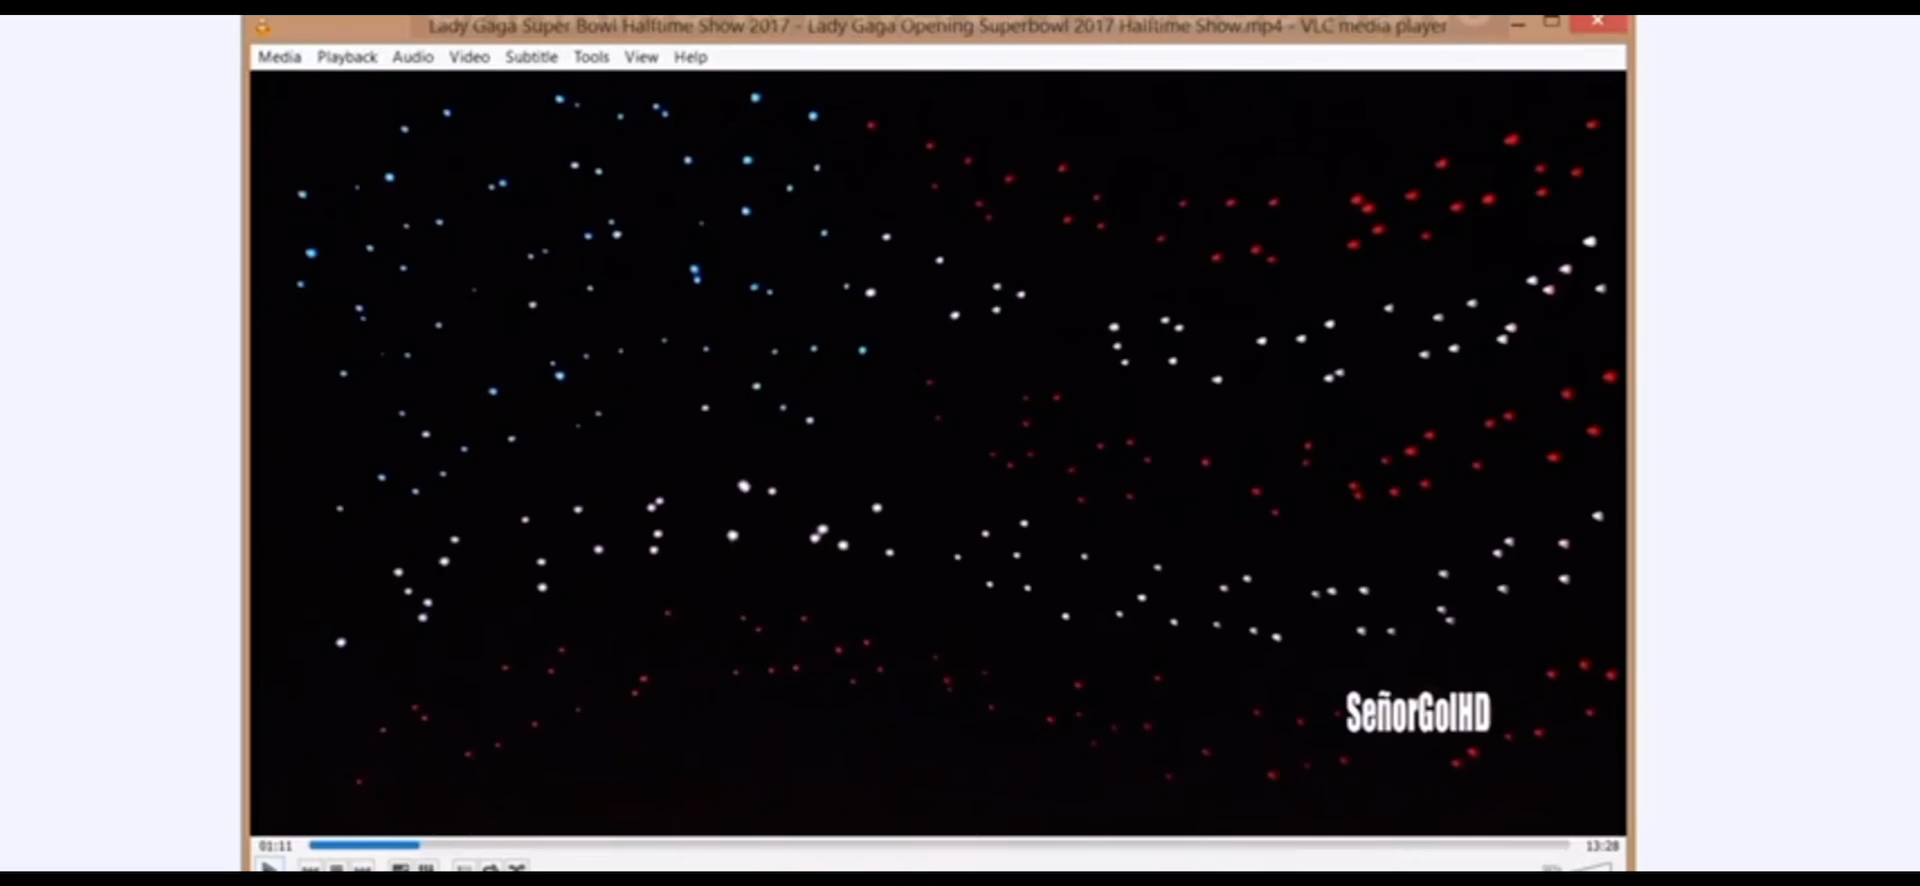 Lady Gaga Super Bowl Halftime Show 2017 - Lady Gaga Opening Superbowl 2017 Halftime Show.mp4 - VLC media player
Media Playback Audio Video Subtitle Tools View Help
SeñorGolHD
01:11 13:28